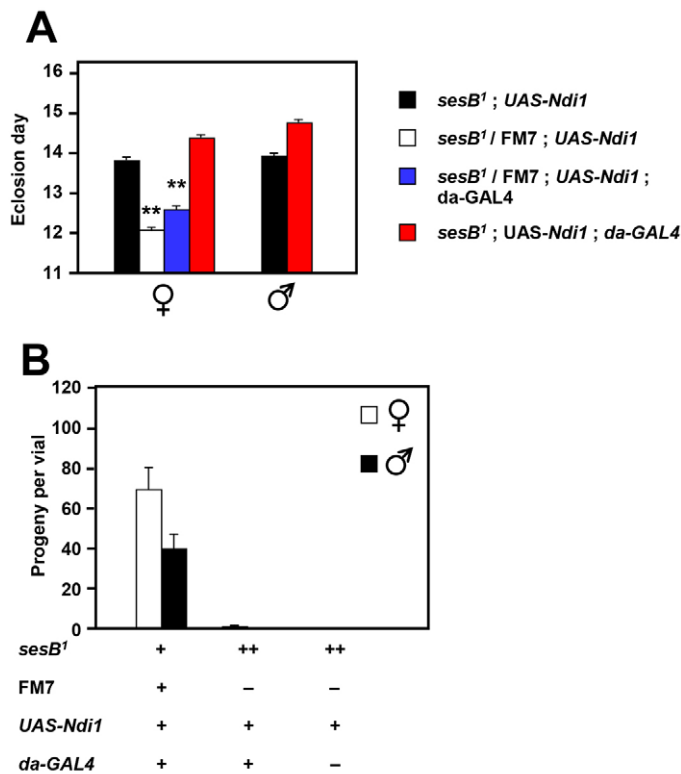 A
Eclosion day
16
15
14
13
12
11
**
**
♀
♂
sesB¹ ; UAS-Ndi1
sesB¹ / FM7 ; UAS-Ndi1
sesB¹ / FM7 ; UAS-Ndi1 ;
da-GAL4
sesB¹ ; UAS-Ndi1 ; da-GAL4
B
Progeny per vial
120
100
80
60
40
20
0
♀
♂
sesB¹ + ++ ++
FM7 + – –
UAS-Ndi1 + + +
da-GAL4 + + –